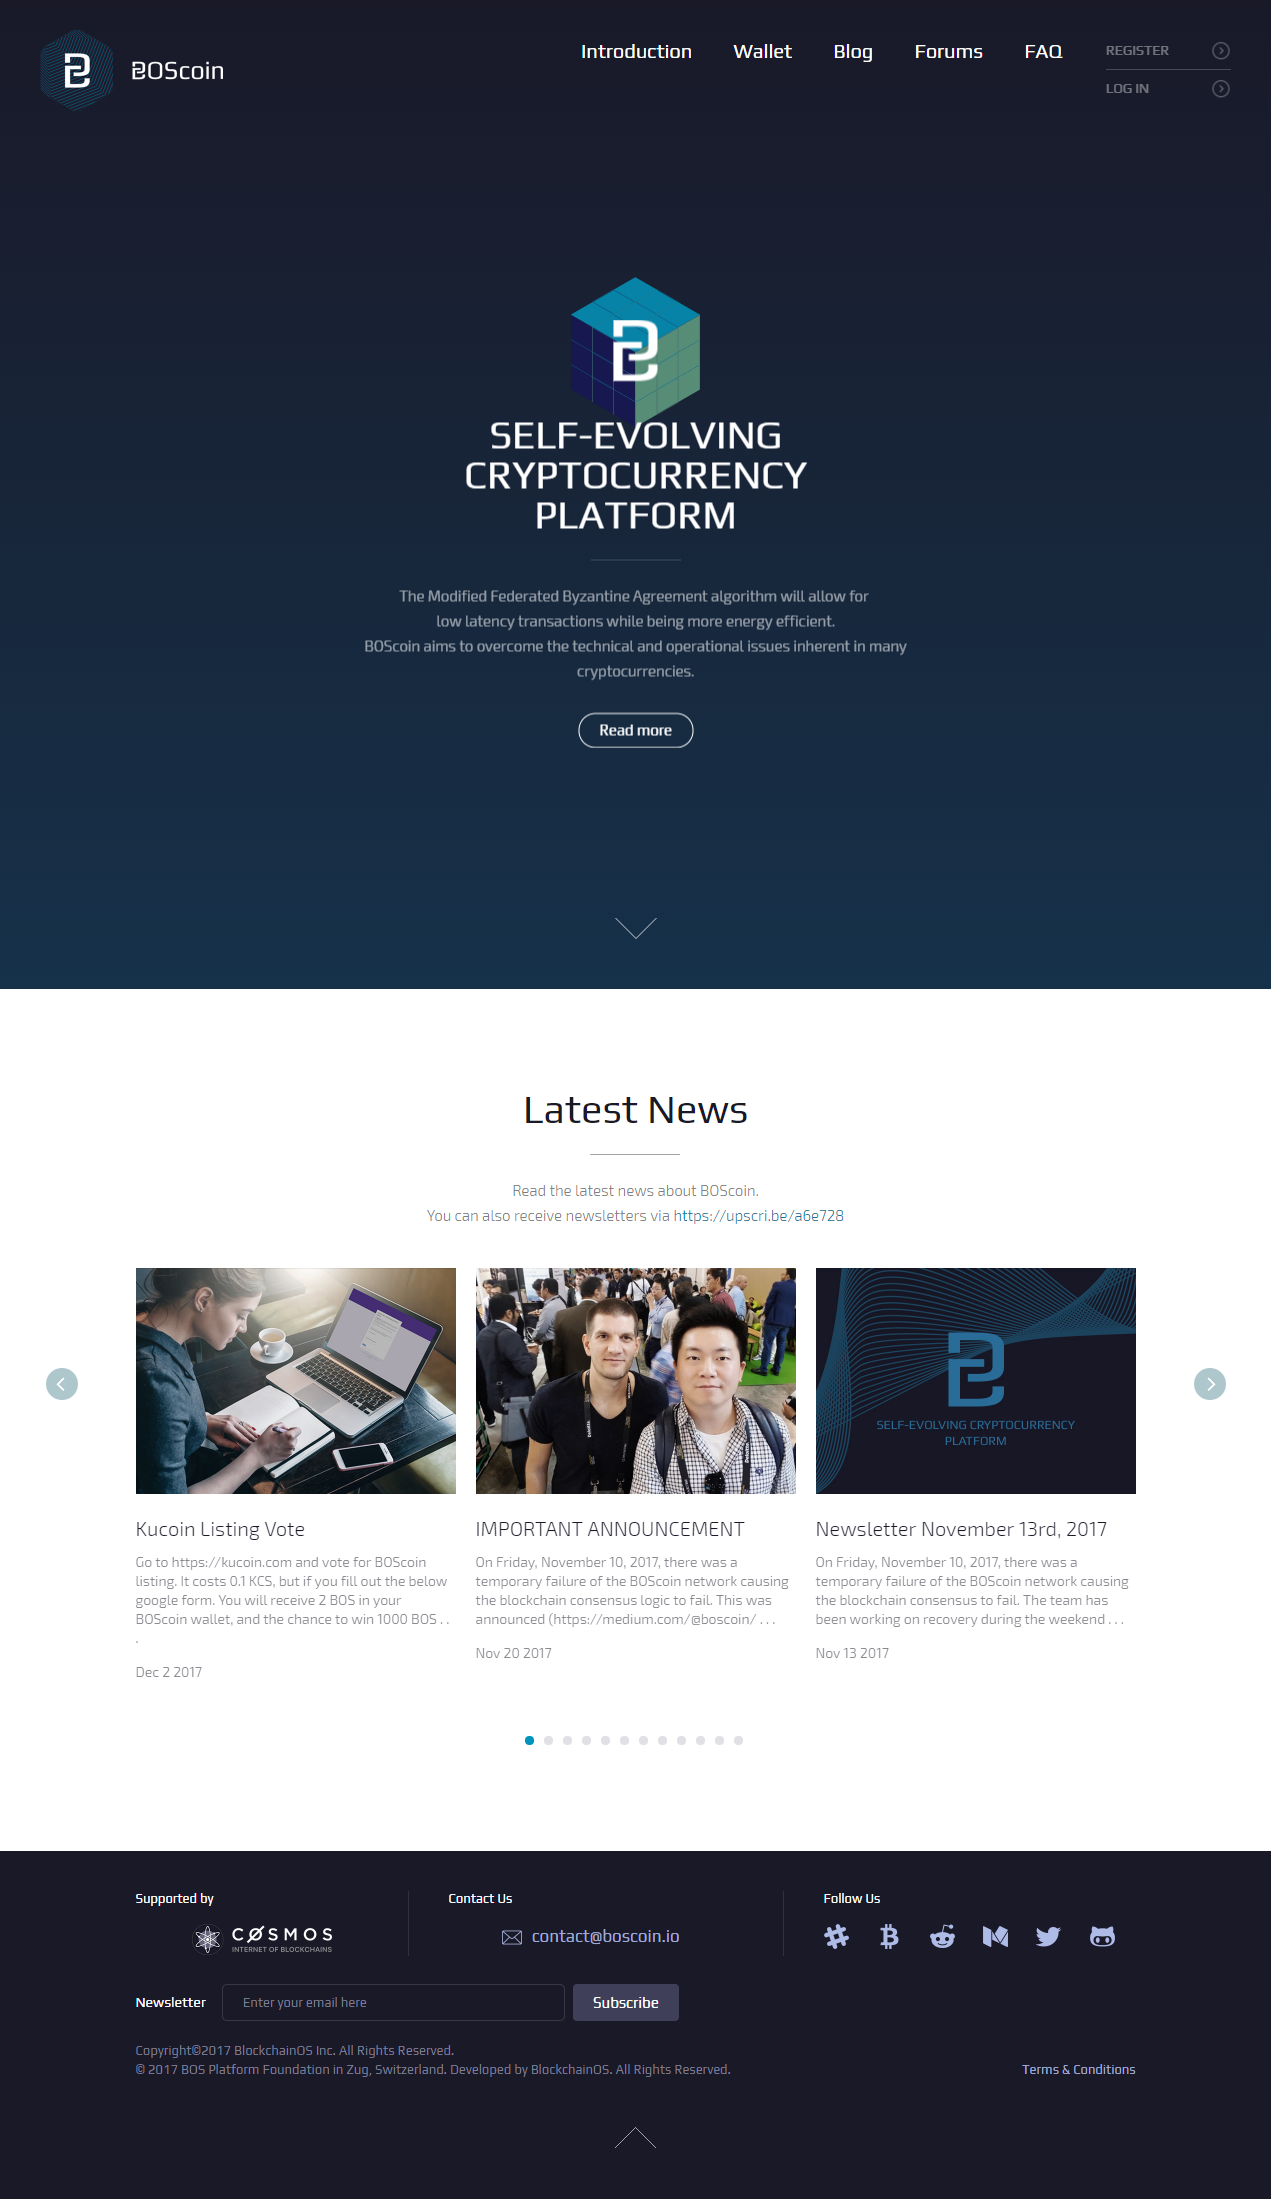 BOScoin
Introduction Wallet Blog Forums FAQ
REGISTER
LOG IN
SELF-EVOLVING
CRYPTOCURRENCY
PLATFORM
The Modified Federated Byzantine Agreement algorithm will allow for
low latency transactions while being more energy efficient.
BOScoin aims to overcome the technical and operational issues inherent in many
cryptocurrencies.
Read more
Latest News
Read the latest news about BOScoin.
You can also receive newsletters via https://upscri.be/a6e728
SELF-EVOLVING CRYPTOCURRENCY
PLATFORM
Kucoin Listing Vote
Go to https://kucoin.com and vote for BOScoin
listing. It costs 0.1 KCS, but if you fill out the below
google form. You will receive 2 BOS in your
BOScoin wallet, and the chance to win 1000 BOS . .
.
Dec 2 2017
IMPORTANT ANNOUNCEMENT
On Friday, November 10, 2017, there was a
temporary failure of the BOScoin network causing
the blockchain consensus logic to fail. This was
announced (https://medium.com/@boscoin/ . . .
Nov 20 2017
Newsletter November 13rd, 2017
On Friday, November 10, 2017, there was a
temporary failure of the BOScoin network causing
the blockchain consensus to fail. The team has
been working on recovery during the weekend . . .
Nov 13 2017
Supported by
CØSMOS
INTERNET OF BLOCKCHAINS
Contact Us
contact@boscoin.io
Follow Us
Newsletter
Enter your email here
Subscribe
Copyright©2017 BlockchainOS Inc. All Rights Reserved.
© 2017 BOS Platform Foundation in Zug, Switzerland. Developed by BlockchainOS. All Rights Reserved.
Terms & Conditions